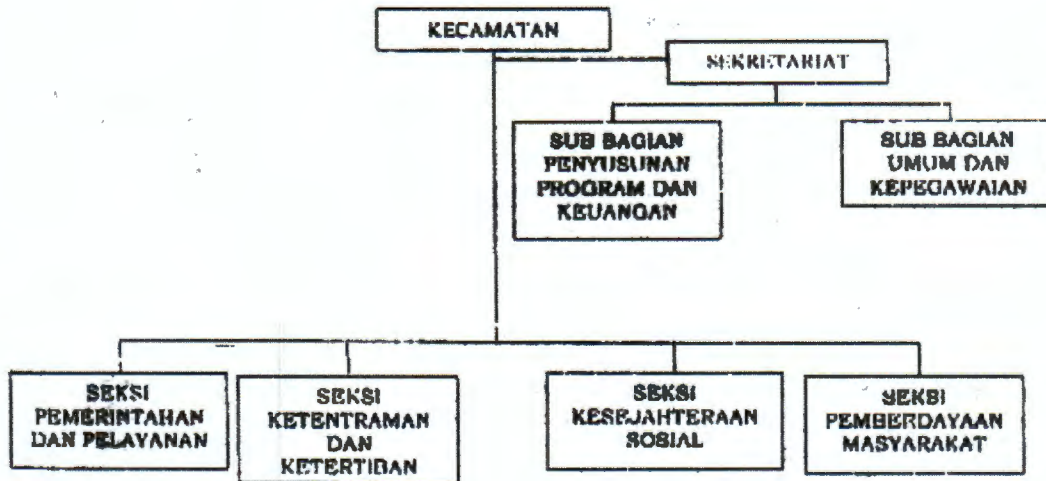 KECAMATAN
SEKRETARIAT
SUB BAGIAN
PENYUSUNAN
PROGRAM DAN
KEUANGAN
SUB BAGIAN
UMUM DAN
KEPEGAWAIAN
SEKSI
PEMERINTAHAN
DAN PELAYANAN
SEKSI
KETENTRAMAN
DAN
KETERTIBAN
SEKSI
KESEJAHTERAAN
SOSIAL
SEKSI
PEMBERDAYAAN
MASYARAKAT